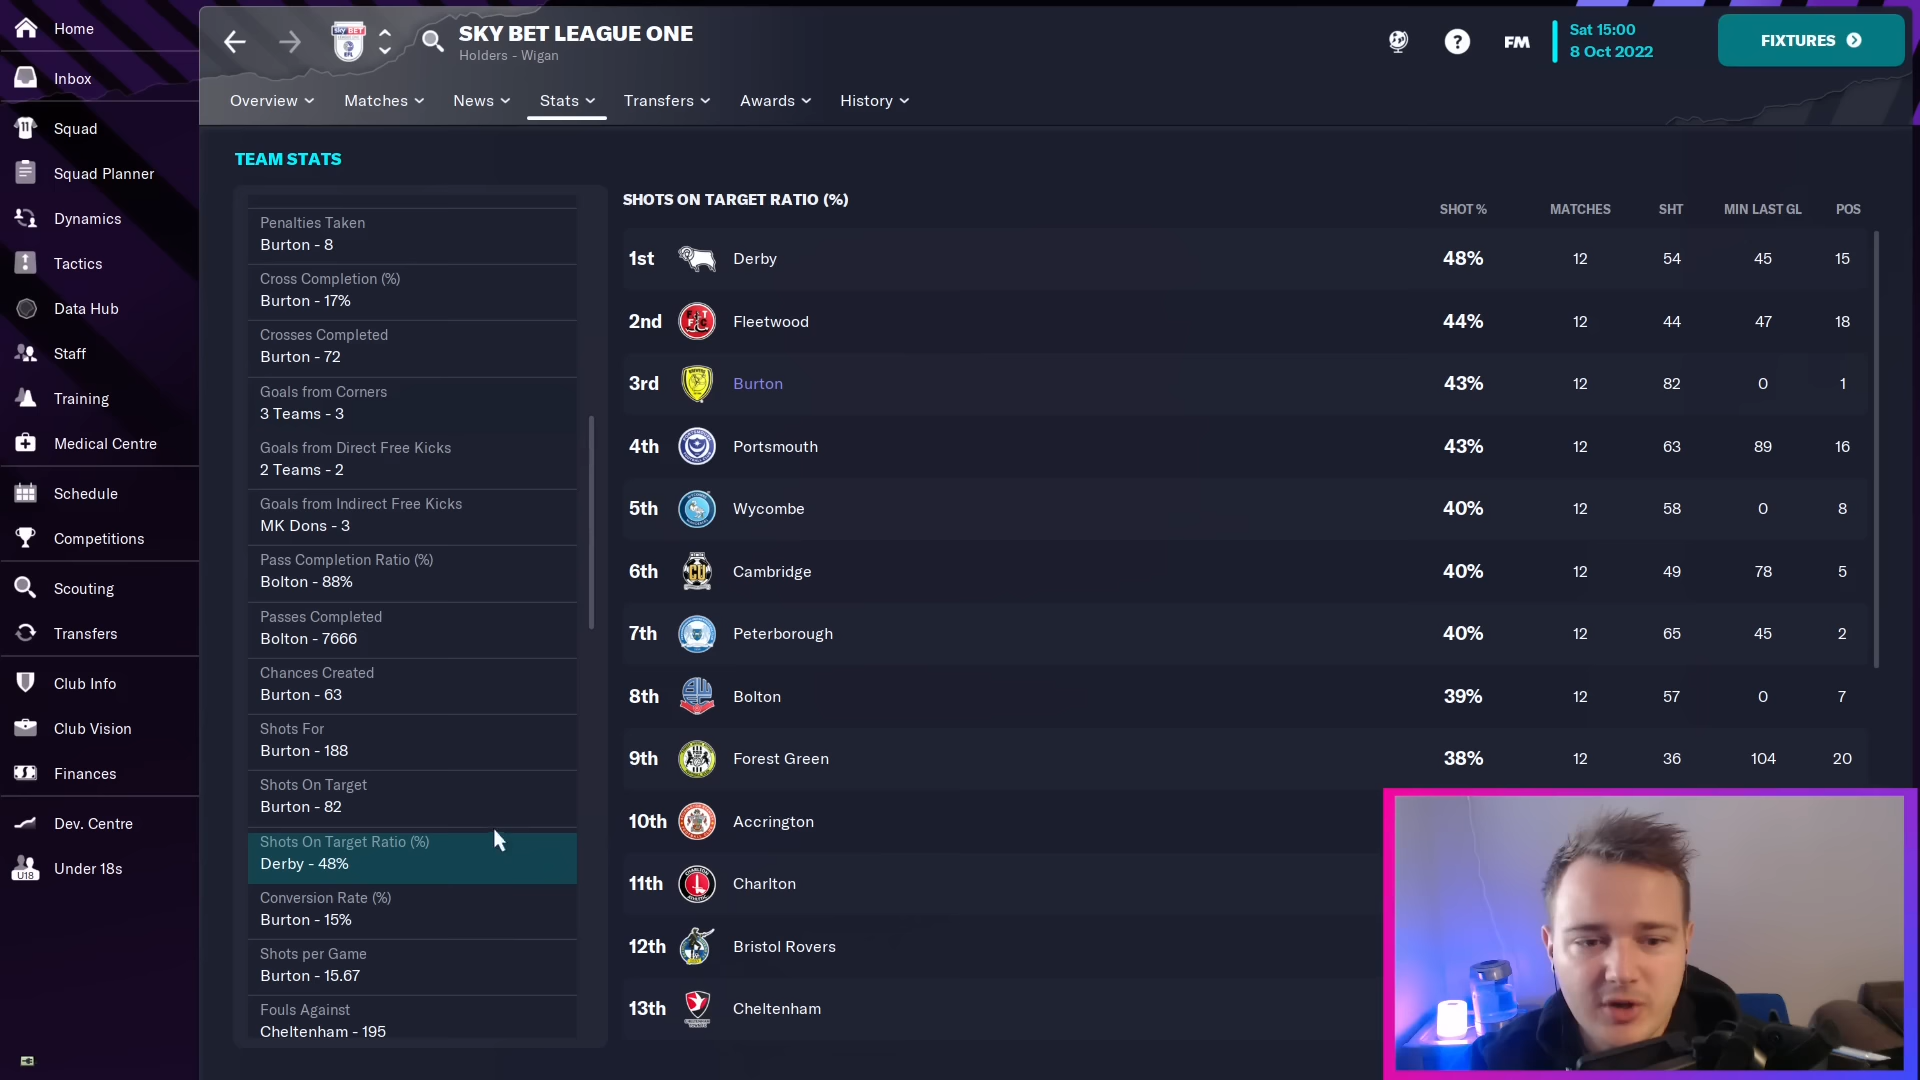 Home
Inbox
Squad
Squad Planner
Dynamics
Tactics
Data Hub
Staff
Training
Medical Centre
Schedule
Competitions
Scouting
Transfers
Club Info
Club Vision
Finances
Dev. Centre
U18 Under 18s
SKY BET
EFL
SKY BET LEAGUE ONE
Holders - Wigan
?
FM
Sat 15:00
8 Oct 2022
FIXTURES
Overview Matches News Stats Transfers Awards History
TEAM STATS
Penalties Taken
Burton - 8
Cross Completion (%)
Burton - 17%
Crosses Completed
Burton - 72
Goals from Corners
3 Teams - 3
Goals from Direct Free Kicks
2 Teams - 2
Goals from Indirect Free Kicks
MK Dons - 3
Pass Completion Ratio (%)
Bolton - 88%
Passes Completed
Bolton - 7666
Chances Created
Burton - 63
Shots For
Burton - 188
Shots On Target
Burton - 82
Shots On Target Ratio (%)
Derby - 48%
Conversion Rate (%)
Burton - 15%
Shots per Game
Burton - 15.67
Fouls Against
Cheltenham - 195
SHOTS ON TARGET RATIO (%) SHOT % MATCHES SHT MIN LAST GL POS
1st Derby 48% 12 54 45 15
2nd Fleetwood 44% 12 44 47 18
3rd Burton 43% 12 82 0 1
4th Portsmouth 43% 12 63 89 16
5th Wycombe 40% 12 58 0 8
6th Cambridge 40% 12 49 78 5
7th Peterborough 40% 12 65 45 2
8th Bolton 39% 12 57 0 7
9th Forest Green 38% 12 36 104 20
10th Accrington
11th Charlton
12th Bristol Rovers
13th Cheltenham